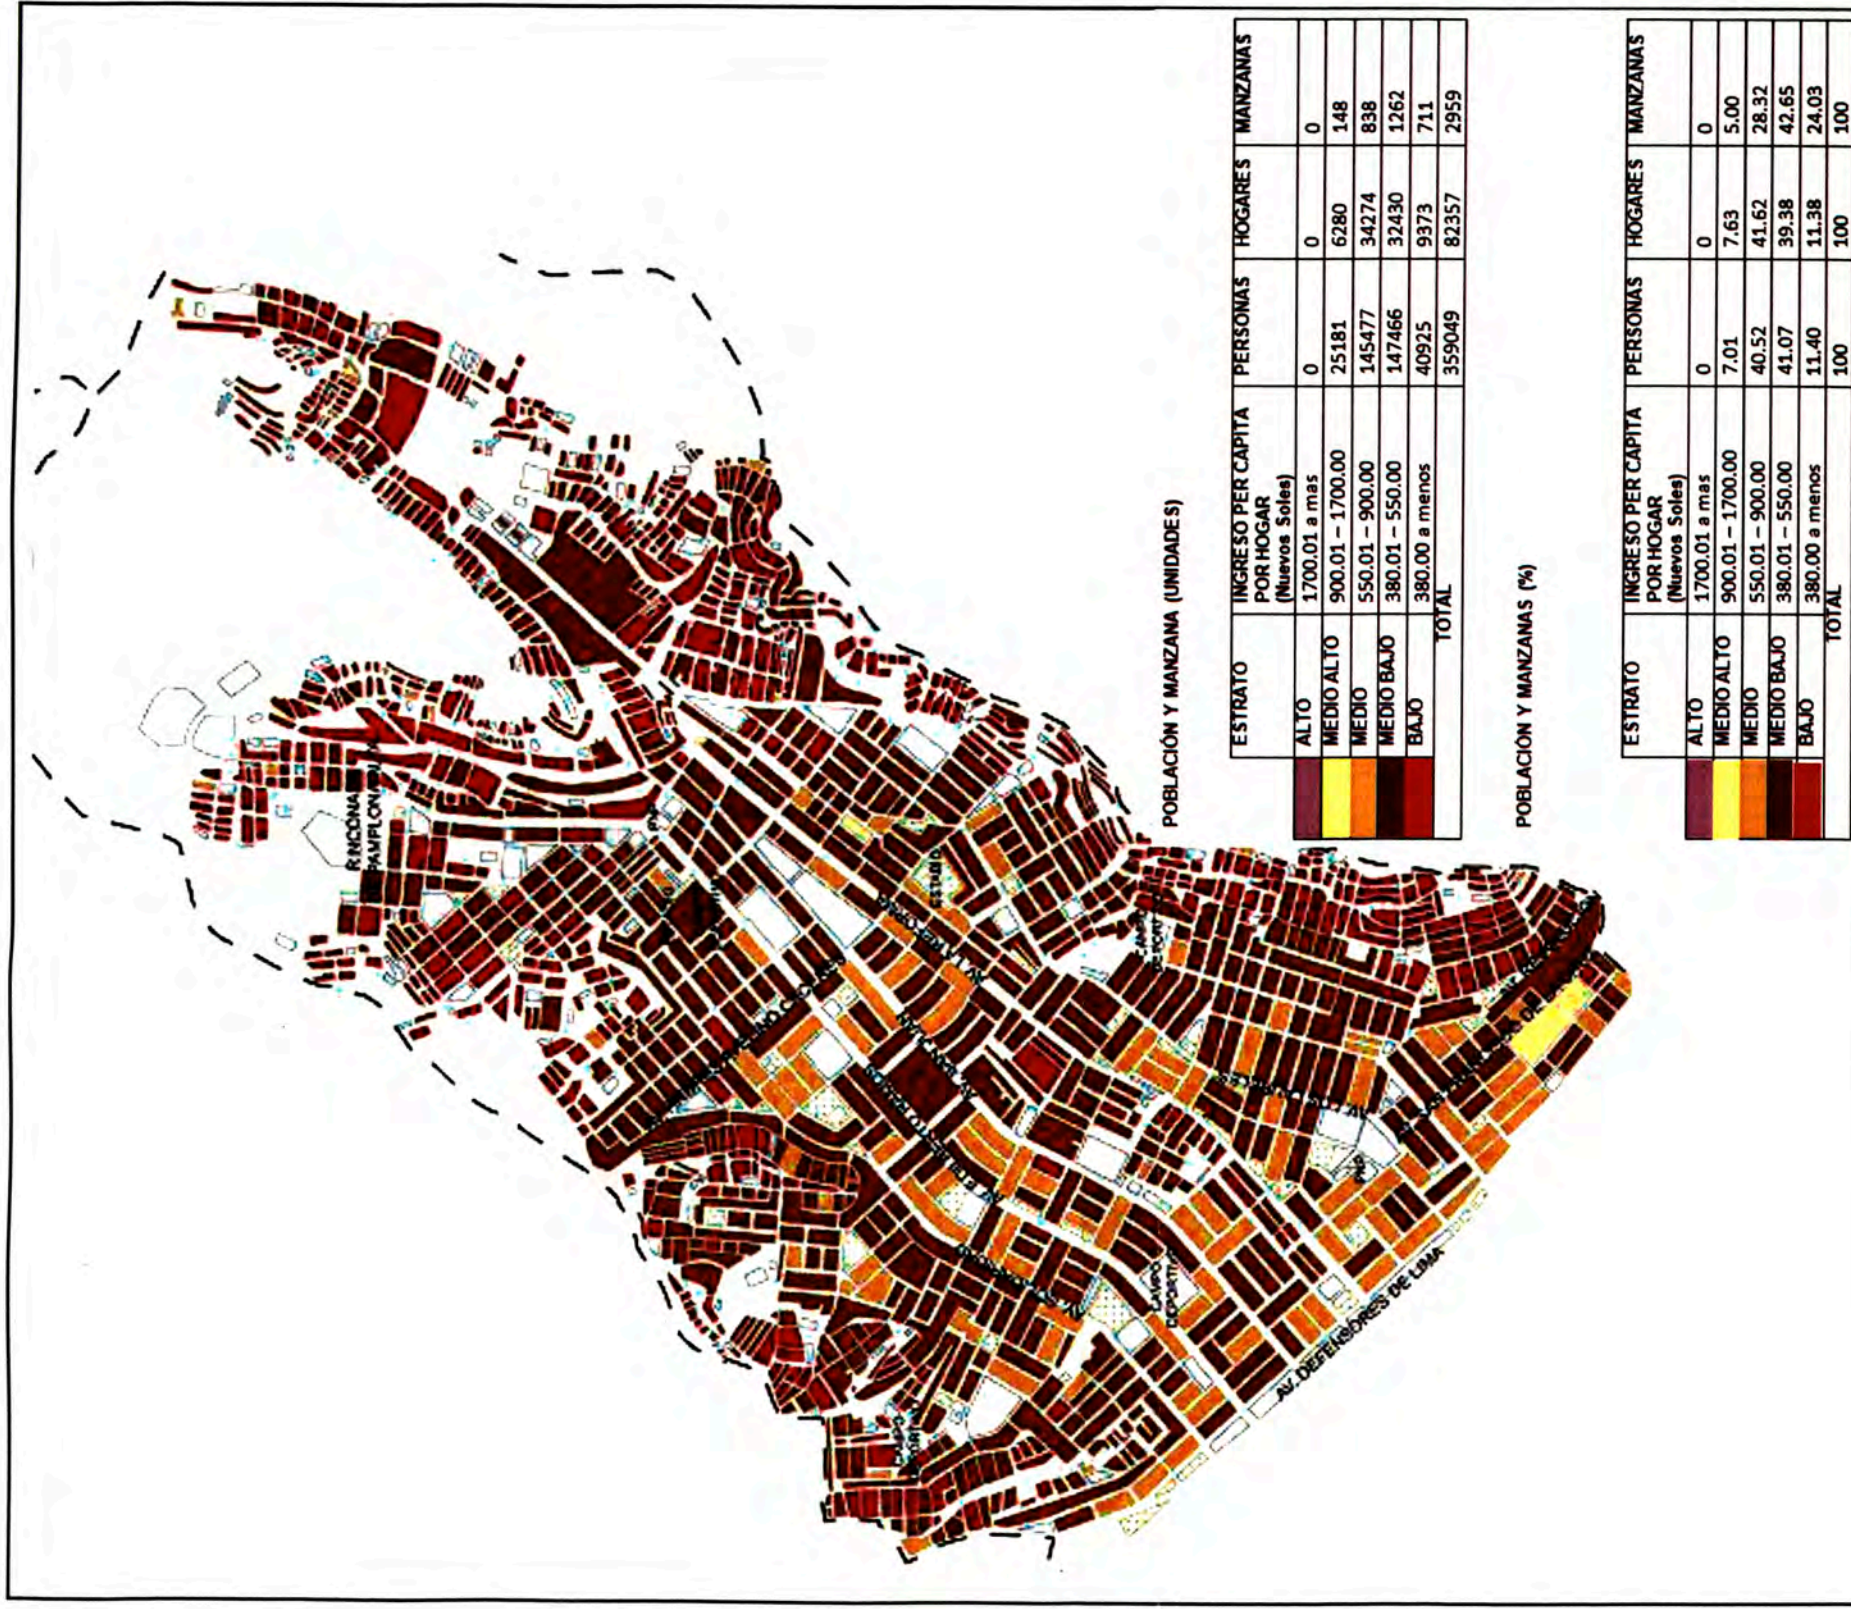 RINCONADA
PAMPLONA
ESTADIO
CAMPO
DEPORTIVO
PNP
CAMPO
AV. DEFENSORES DE LIMA
POBLACION Y MANZANA (UNIDADES)
ESTRATO INGRESO PER CAPITA PERSONAS HOGARES MANZANAS
POR HOGAR
(Nuevos Soles)
ALTO 1700.01 a mas 0 0 0
MEDIO ALTO 900.01 – 1700.00 25181 6280 148
MEDIO 550.01 – 900.00 145477 34274 838
MEDIO BAJO 380.01 – 550.00 147466 32430 1262
BAJO 380.00 a menos 40925 9373 711
TOTAL 359049 82357 2959
POBLACION Y MANZANAS (%)
ESTRATO INGRESO PER CAPITA PERSONAS HOGARES MANZANAS
POR HOGAR
(Nuevos Soles)
ALTO 1700.01 a mas 0 0 0
MEDIO ALTO 900.01 – 1700.00 7.01 7.63 5.00
MEDIO 550.01 – 900.00 40.52 41.62 28.32
MEDIO BAJO 380.01 – 550.00 41.07 39.38 42.65
BAJO 380.00 a menos 11.40 11.38 24.03
TOTAL 100 100 100